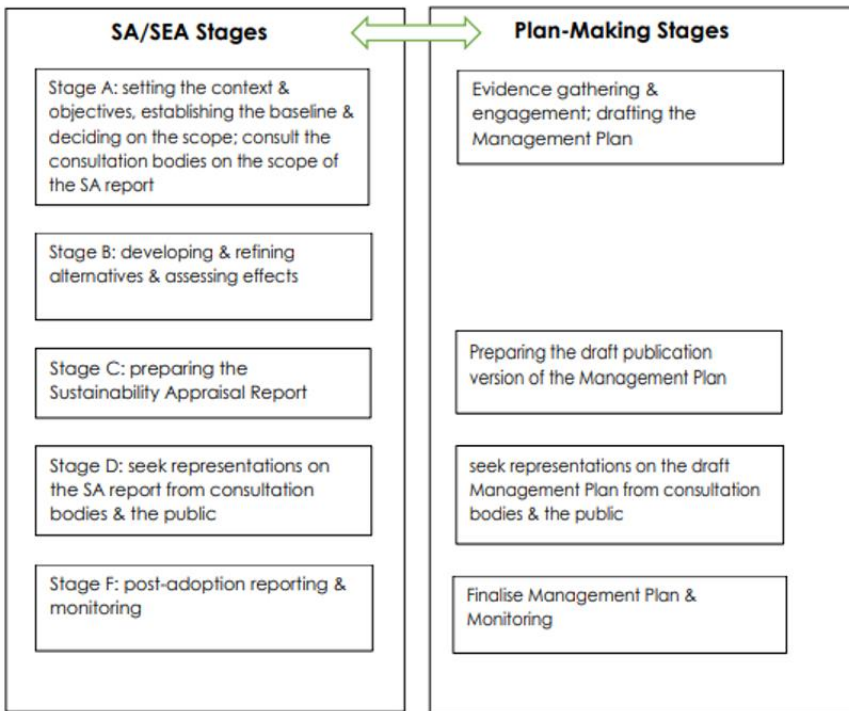 SA/SEA Stages
Stage A: setting the context &
objectives, establishing the baseline &
deciding on the scope; consult the
consultation bodies on the scope of
the SA report
Stage B: developing & refining
alternatives & assessing effects
Stage C: preparing the
Sustainability Appraisal Report
Stage D: seek representations on
the SA report from consultation
bodies & the public
Stage F: post-adoption reporting &
monitoring
Plan-Making Stages
Evidence gathering &
engagement; drafting the
Management Plan
Preparing the draft publication
version of the Management Plan
seek representations on the draft
Management Plan from consultation
bodies & the public
Finalise Management Plan &
Monitoring